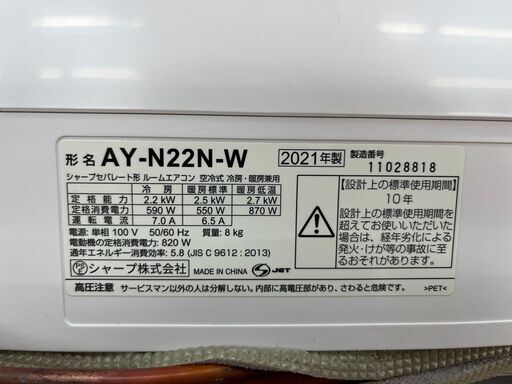 形名 AY-N22N-W 2021年製 製造番号 11028818
シャープセパレート形 ルームエアコン 空冷式 冷房・暖房兼用
冷房 暖房標準 暖房低温
定格能力 2.2 kW 2.5 kW 2.7 kW
定格消費電力 590 W 550 W 870 W
運転電流 7.0 A 6.5 A
電源: 単相 100 V 50/60 Hz 質量: 8 kg
電動機の定格消費電力: 820 W
通年エネルギー消費効率: 5.8 (JIS C 9612 : 2013)
シャープ株式会社 MADE IN CHINA S JET
【設計上の標準使用期間】
10年
設計上の標準使用期間を
超えてお使いいただいた
場合は、経年劣化による
発火・けが等の事故に至
るおそれがあります。
高圧注意 サービスマン以外の人は分解しないでください。内部に高電圧部があり、さわると危険です。 >PET<